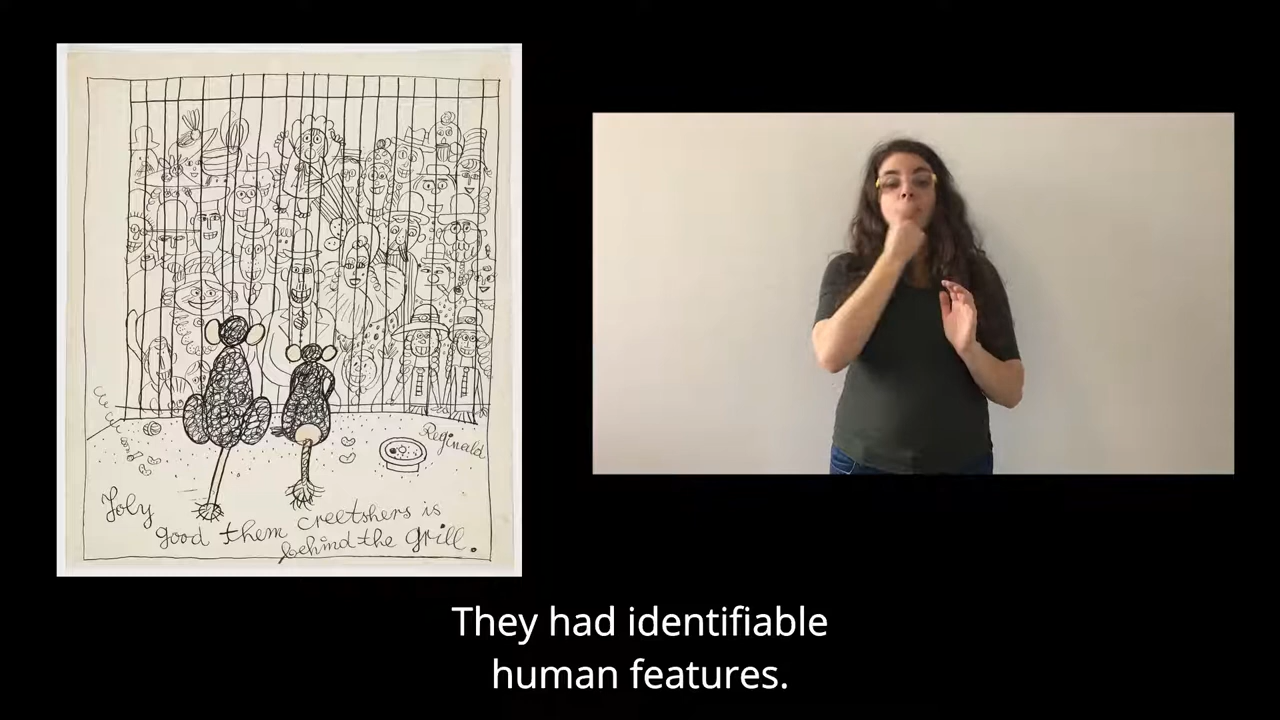 Reginald
Joly
good them creetshers is
behind the grill.
They had identifiable
human features.